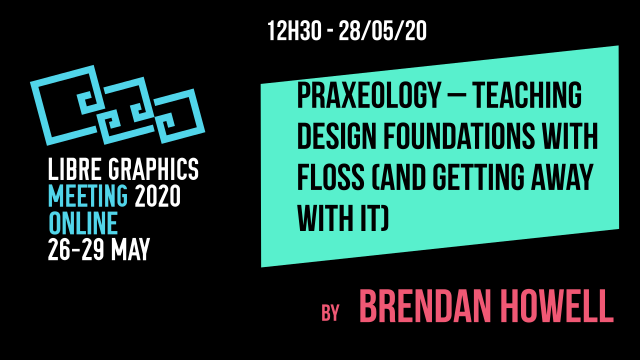 12H30 - 28/05/20
LIBRE GRAPHICS
MEETING 2020
ONLINE
26-29 MAY
PRAXEOLOGY – TEACHING
DESIGN FOUNDATIONS WITH
FLOSS (AND GETTING AWAY
WITH IT)
BY BRENDAN HOWELL